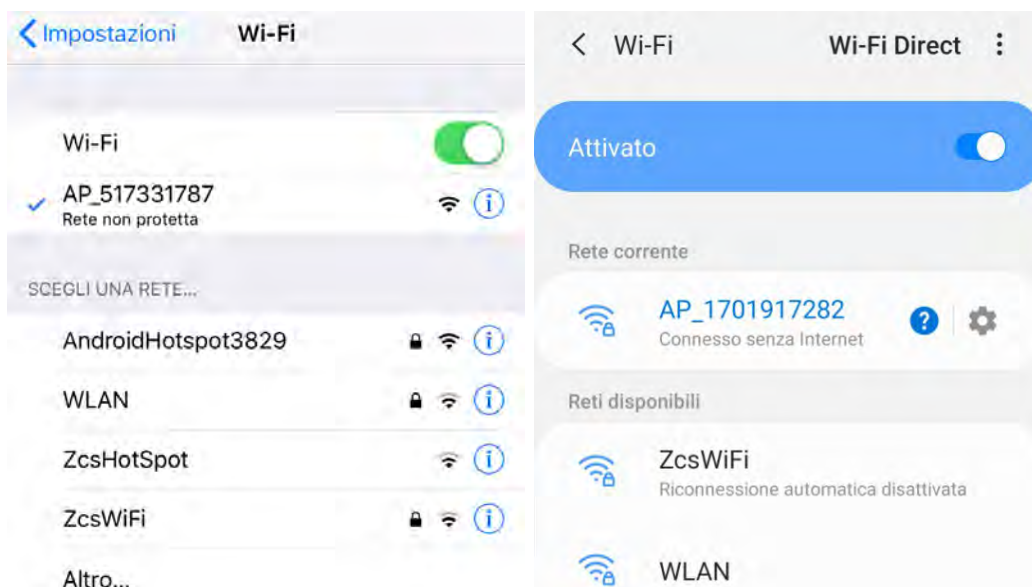 Impostazioni
Wi-Fi
Wi-Fi
AP_517331787
Rete non protetta
SCEGLI UNA RETE...
AndroidHotspot3829
WLAN
ZcsHotSpot
ZcsWiFi
Altro...
Wi-Fi
Wi-Fi Direct
Attivato
Rete corrente
AP_1701917282
Connesso senza Internet
Reti disponibili
ZcsWiFi
Riconnessione automatica disattivata
WLAN